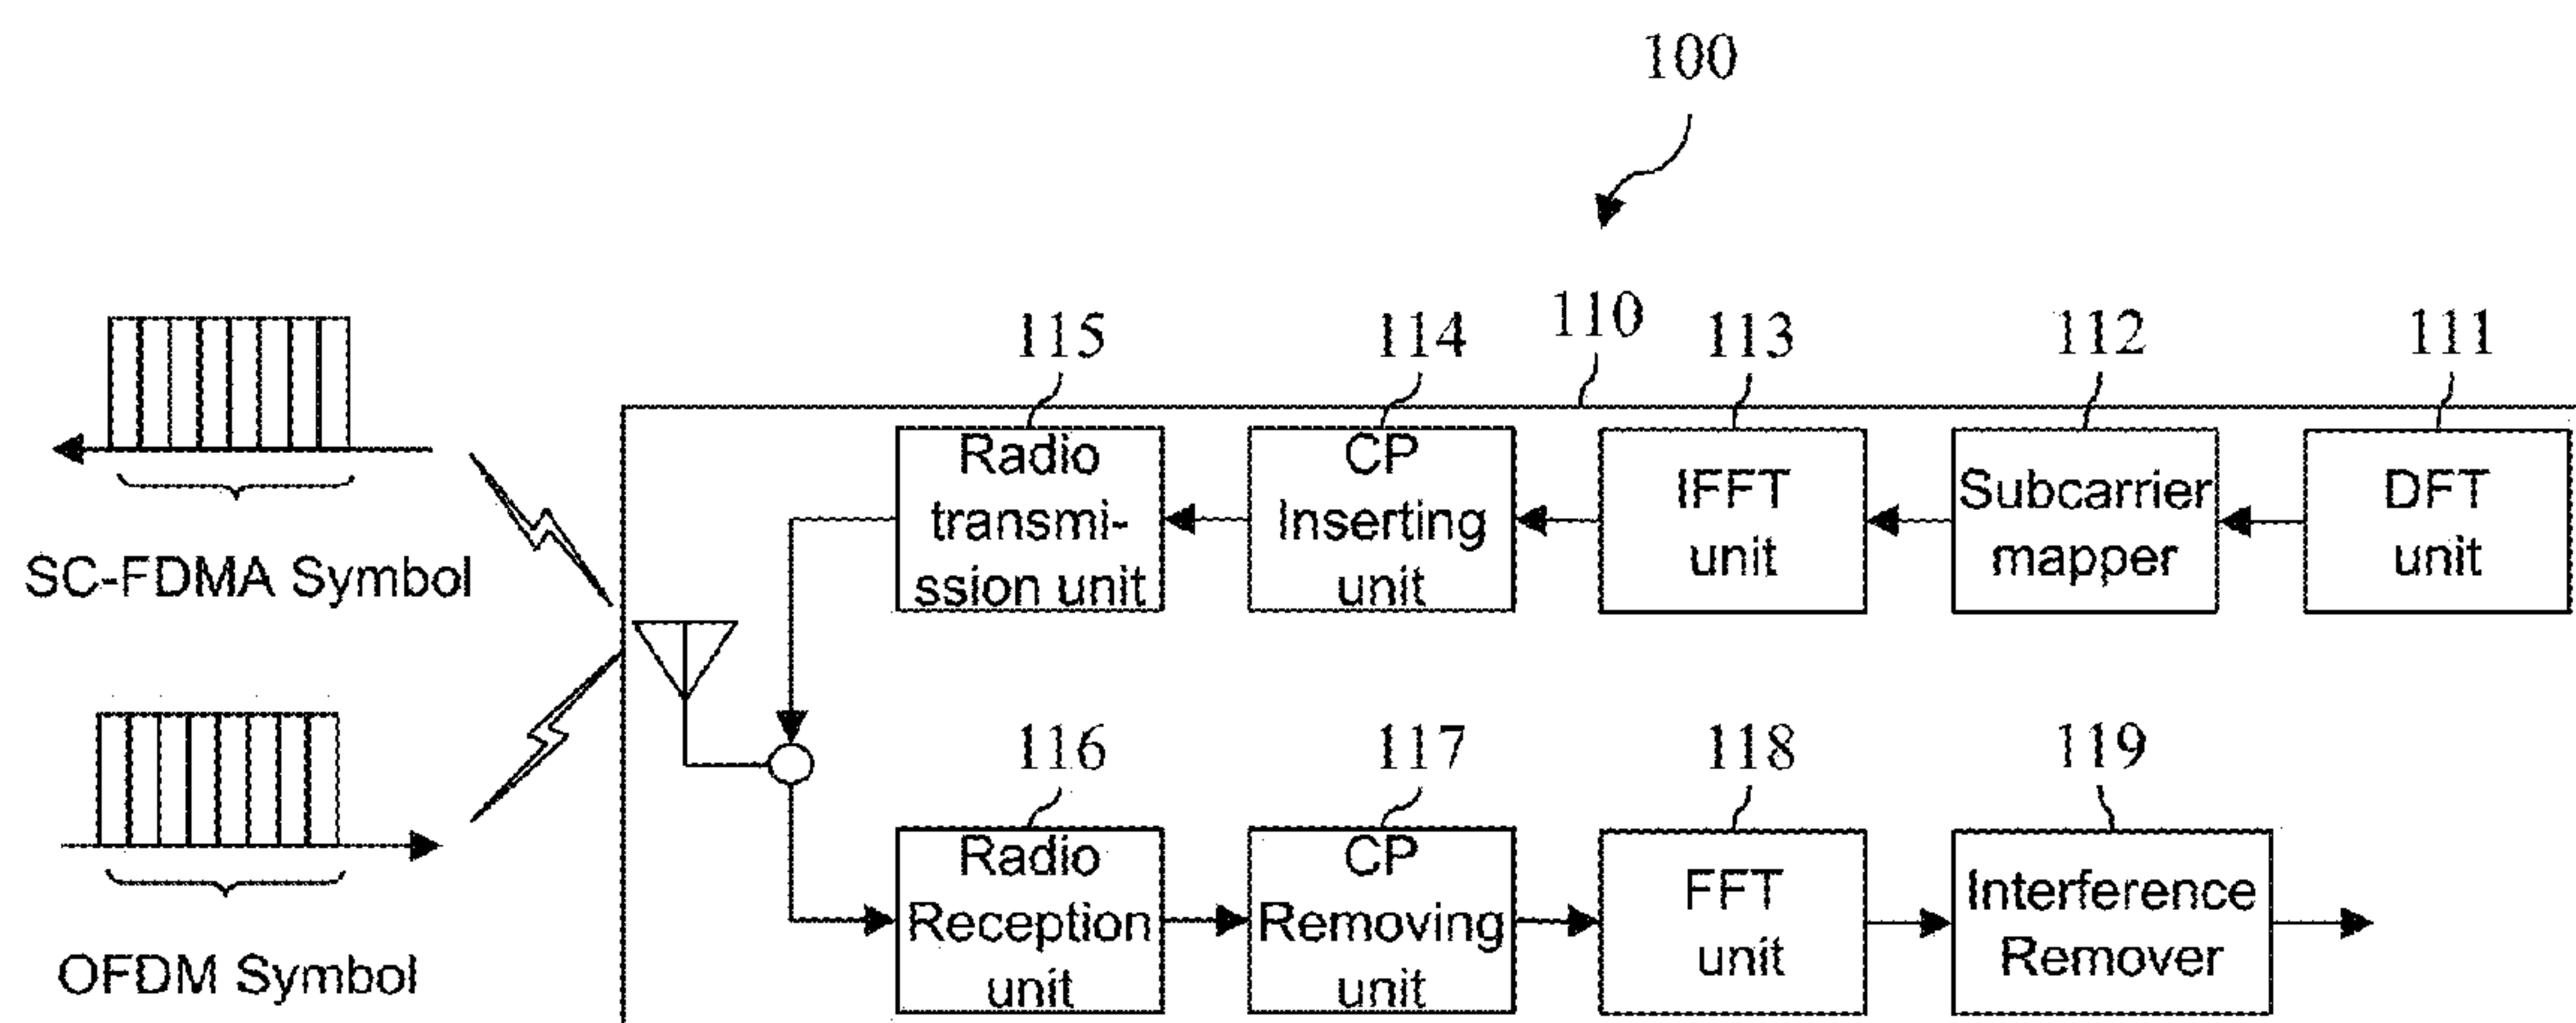 100
110
115
114
113
112
111
Radio
transmi-
ssion unit
CP
Inserting
unit
IFFT
unit
Subcarrier
mapper
DFT
unit
SC-FDMA Symbol
116
117
118
119
Radio
Reception
unit
CP
Removing
unit
FFT
unit
Interference
Remover
OFDM Symbol